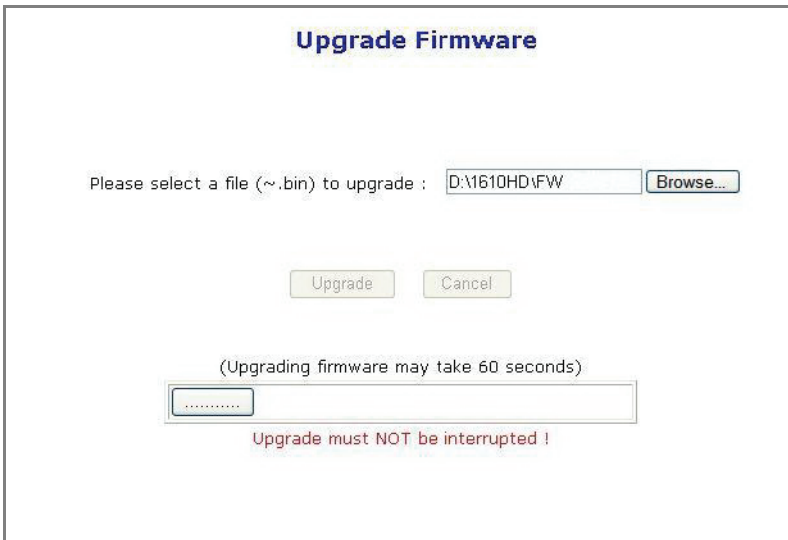 Upgrade Firmware
Please select a file (~.bin) to upgrade : D:\1610HD\FW Browse...
Upgrade Cancel
(Upgrading firmware may take 60 seconds)
...........
Upgrade must NOT be interrupted !